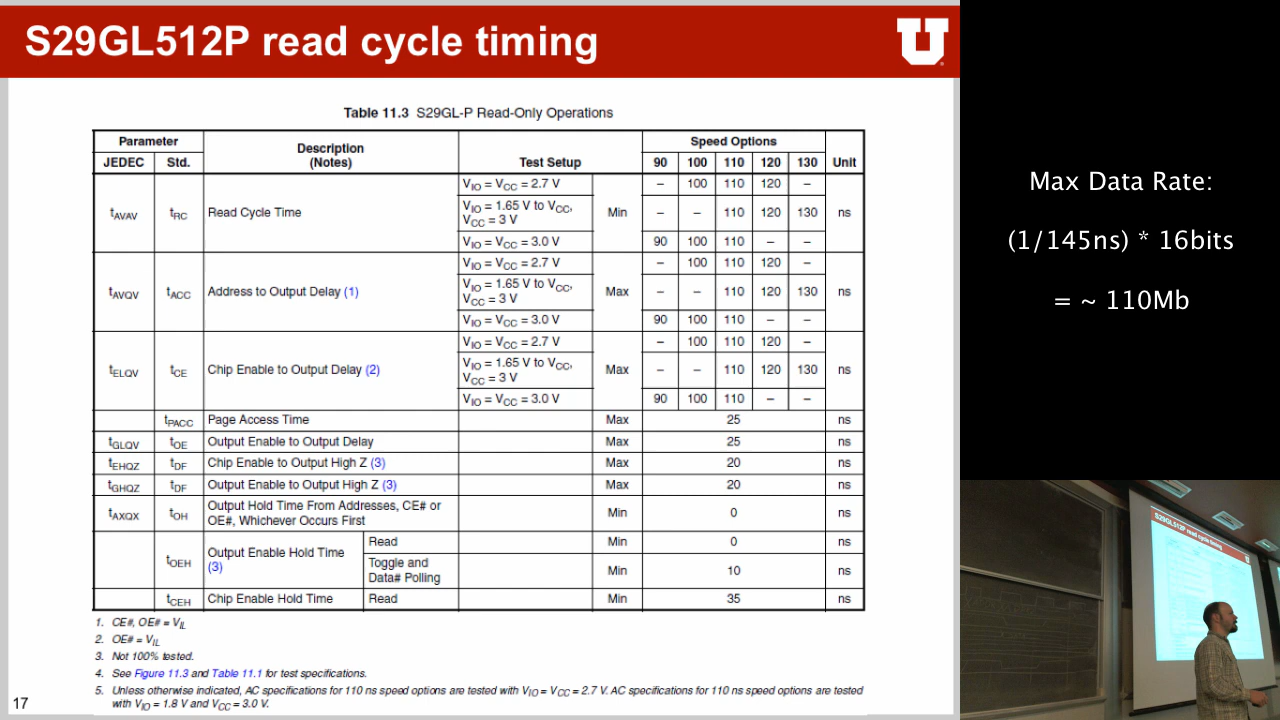 S29GL512P read cycle timing
U
Table 11.3 S29GL-P Read-Only Operations
Parameter Description (Notes) Test Setup Speed Options Unit
JEDEC Std. 90 100 110 120 130
tAVAV tRC Read Cycle Time VIO = VCC = 2.7 V Min – 100 110 120 – ns
VIO = 1.65 V to VCC, VCC = 3 V – – 110 120 130
VIO = VCC = 3.0 V 90 100 110 – –
tAVQV tACC Address to Output Delay (1) VIO = VCC = 2.7 V Max – 100 110 120 – ns
VIO = 1.65 V to VCC, VCC = 3 V – – 110 120 130
VIO = VCC = 3.0 V 90 100 110 – –
tELQV tCE Chip Enable to Output Delay (2) VIO = VCC = 2.7 V Max – 100 110 120 – ns
VIO = 1.65 V to VCC, VCC = 3 V – – 110 120 130
VIO = VCC = 3.0 V 90 100 110 – –
tPACC Page Access Time Max 25 ns
tGLQV tOE Output Enable to Output Delay Max 25 ns
tEHQZ tDF Chip Enable to Output High Z (3) Max 20 ns
tGHQZ tDF Output Enable to Output High Z (3) Max 20 ns
tAXQX tOH Output Hold Time From Addresses, CE# or OE#, Whichever Occurs First Min 0 ns
tOEH Output Enable Hold Time (3) Read Min 0 ns
Toggle and Data# Polling Min 10 ns
tCEH Chip Enable Hold Time Read Min 35 ns
1. CE#, OE# = VIL
2. OE# = VIL
3. Not 100% tested.
4. See Figure 11.3 and Table 11.1 for test specifications.
5. Unless otherwise indicated, AC specifications for 110 ns speed options are tested with VIO = VCC = 2.7 V. AC specifications for 110 ns speed options are tested
with VIO = 1.8 V and VCC = 3.0 V.
17
Max Data Rate:
(1/145ns) * 16bits
= ~ 110Mb
S29GL512P read cycle timing